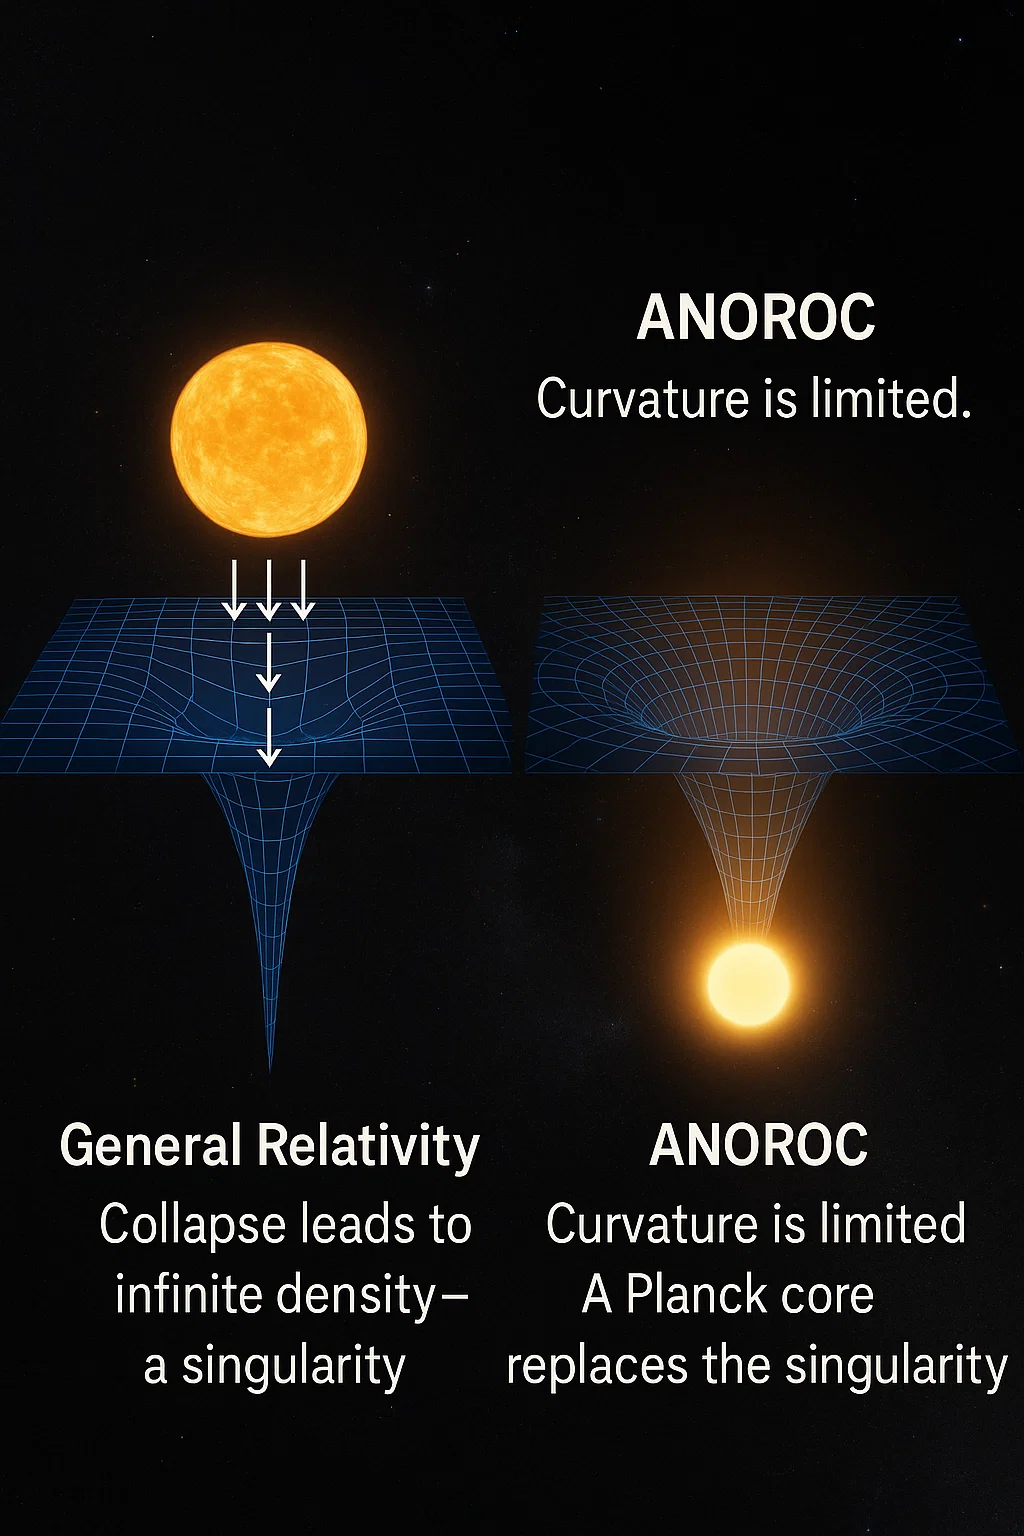 ANOROC
Curvature is limited.
General Relativity
Collapse leads to
infinite density–
a singularity
ANOROC
Curvature is limited
A Planck core
replaces the singularity